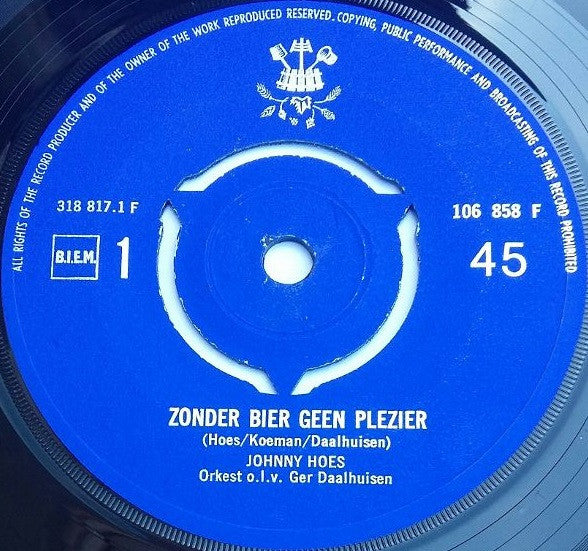 ALL RIGHTS OF THE RECORD PRODUCER AND OF THE OWNER OF THE WORK REPRODUCED RESERVED. COPYING, PUBLIC PERFORMANCE AND BROADCASTING OF THIS RECORD PROHIBITED
318 817.1 F
106 858 F
B.I.E.M. 1
45
ZONDER BIER GEEN PLEZIER
(Hoes/Koeman/Daalhuisen)
JOHNNY HOES
Orkest o.l.v. Ger Daalhuisen